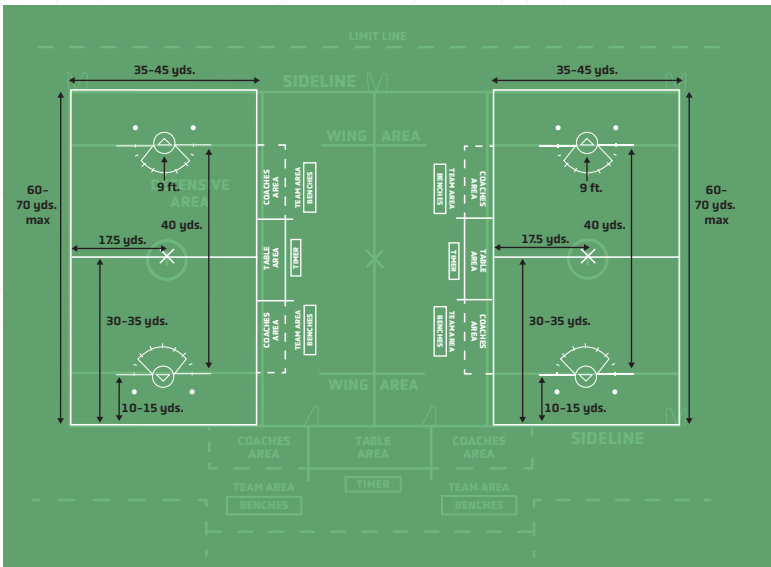 LIMIT LINE
35–45 yds.
35–45 yds.
SIDELINE
WING AREA
COACHES
AREA
TEAM AREA
BENCHES
BENCHES
TEAM AREA
COACHES
AREA
DEFENSIVE
AREA
9 ft.
9 ft.
60–
70 yds.
max
60–
70 yds.
max
40 yds.
40 yds.
17.5 yds.
17.5 yds.
TABLE
AREA
TIMER
TIMER
TABLE
AREA
30–35 yds.
30–35 yds.
COACHES
AREA
TEAM AREA
BENCHES
BENCHES
TEAM AREA
COACHES
AREA
WING AREA
10–15 yds.
10–15 yds.
COACHES
AREA
TABLE
AREA
COACHES
AREA
SIDELINE
TEAM AREA
BENCHES
TIMER
TEAM AREA
BENCHES